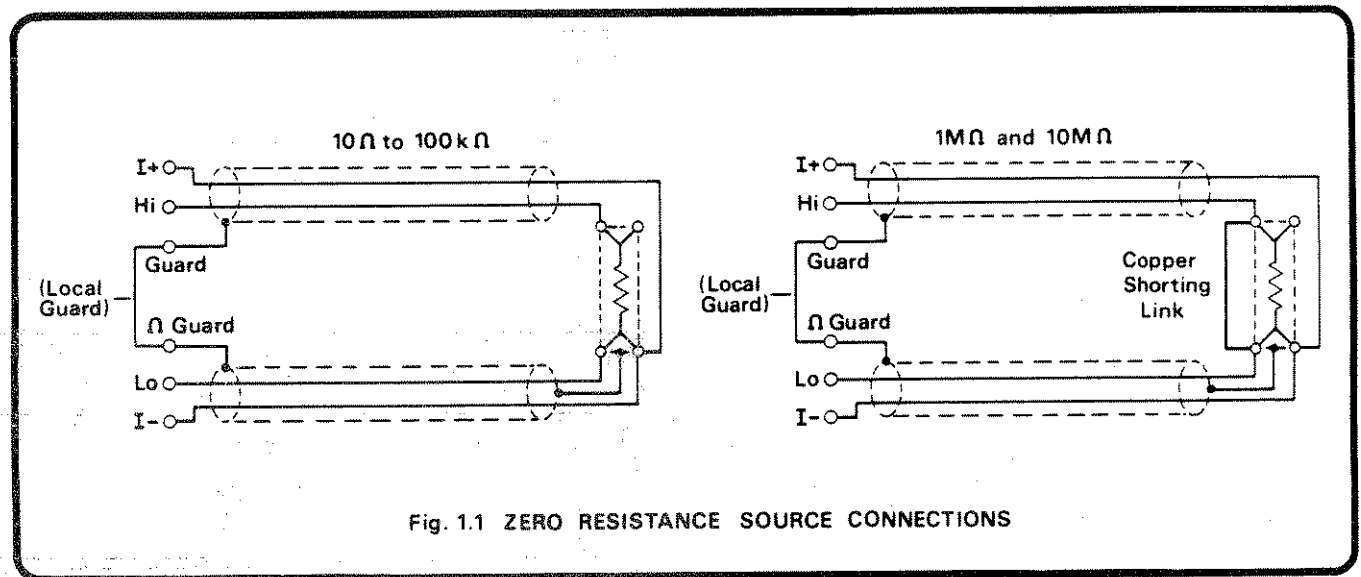 10Ω to 100kΩ
I+
Hi
Guard
(Local
Guard)
Ω Guard
Lo
I-
1MΩ and 10MΩ
I+
Hi
Guard
(Local
Guard)
Ω Guard
Lo
I-
Copper
Shorting
Link
Fig. 1.1 ZERO RESISTANCE SOURCE CONNECTIONS